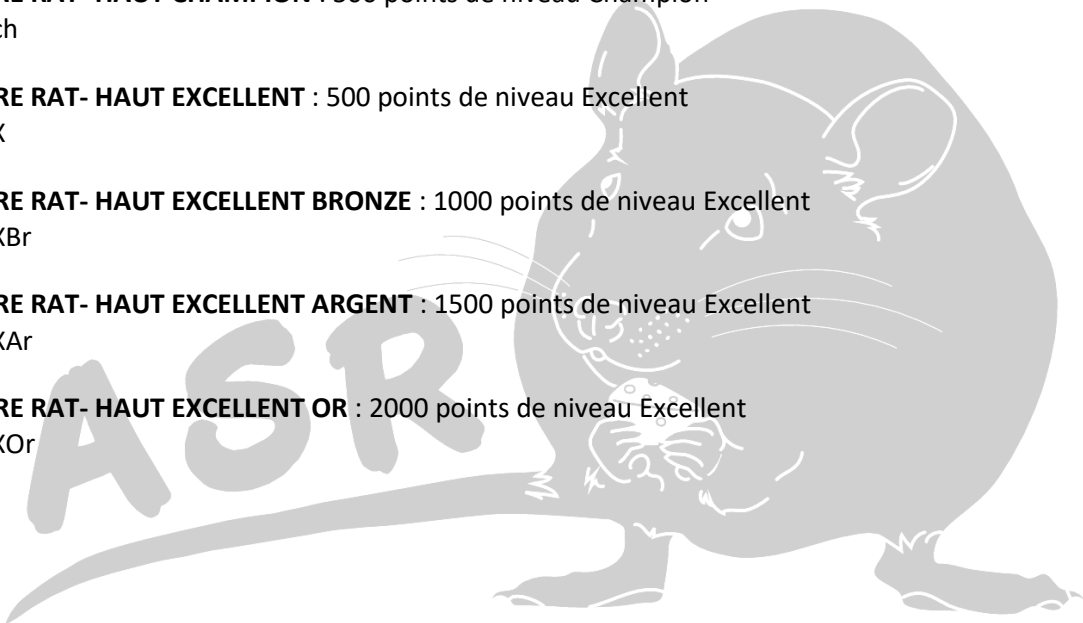 RE RAT- HAUT CHAMPION : 500 points de niveau Champion
ch
RE RAT- HAUT EXCELLENT : 500 points de niveau Excellent
X
RE RAT- HAUT EXCELLENT BRONZE : 1000 points de niveau Excellent
XBr
RE RAT- HAUT EXCELLENT ARGENT : 1500 points de niveau Excellent
XAr
RE RAT- HAUT EXCELLENT OR : 2000 points de niveau Excellent
XOr
ASR